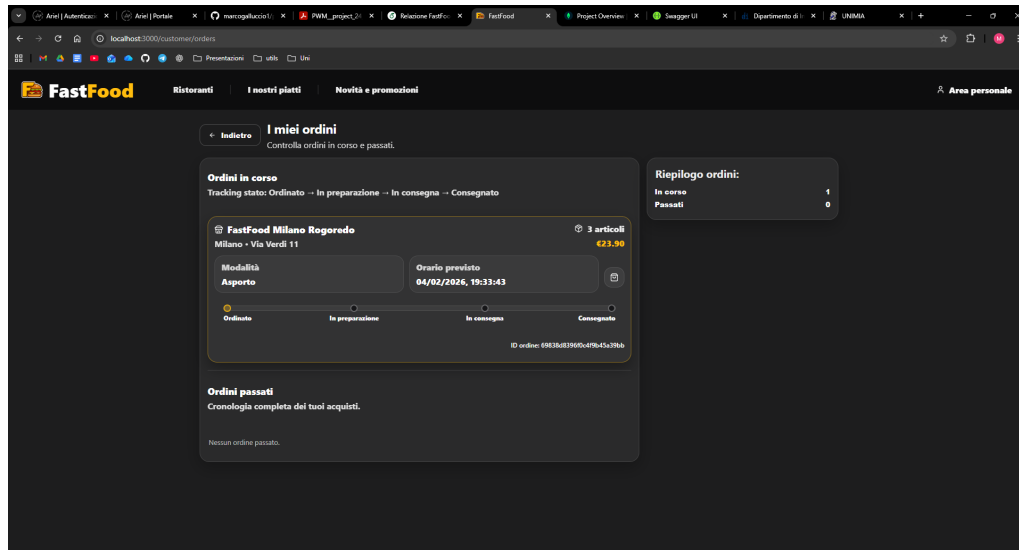 Ariel | Autenticazi
Ariel | Portale
marcogalluccio1/
PWM_project_24
Relazione FastFoo
FastFood
Project Overview
Swagger UI
Dipartimento di I
UNIMIA
localhost:3000/customer/orders
Presentazioni
utils
Uni
FastFood
Ristoranti
I nostri piatti
Novità e promozioni
Area personale
← Indietro
I miei ordini
Controlla ordini in corso e passati.
Ordini in corso
Tracking stato: Ordinato → In preparazione → In consegna → Consegnato
FastFood Milano Rogoredo
3 articoli
Milano • Via Verdi 11
€23.90
Modalità
Asporto
Orario previsto
04/02/2026, 19:33:43
Ordinato
In preparazione
In consegna
Consegnato
ID ordine: 69838d8396f0c4f9b45a39bb
Ordini passati
Cronologia completa dei tuoi acquisti.
Nessun ordine passato.
Riepilogo ordini:
In corso 1
Passati 0